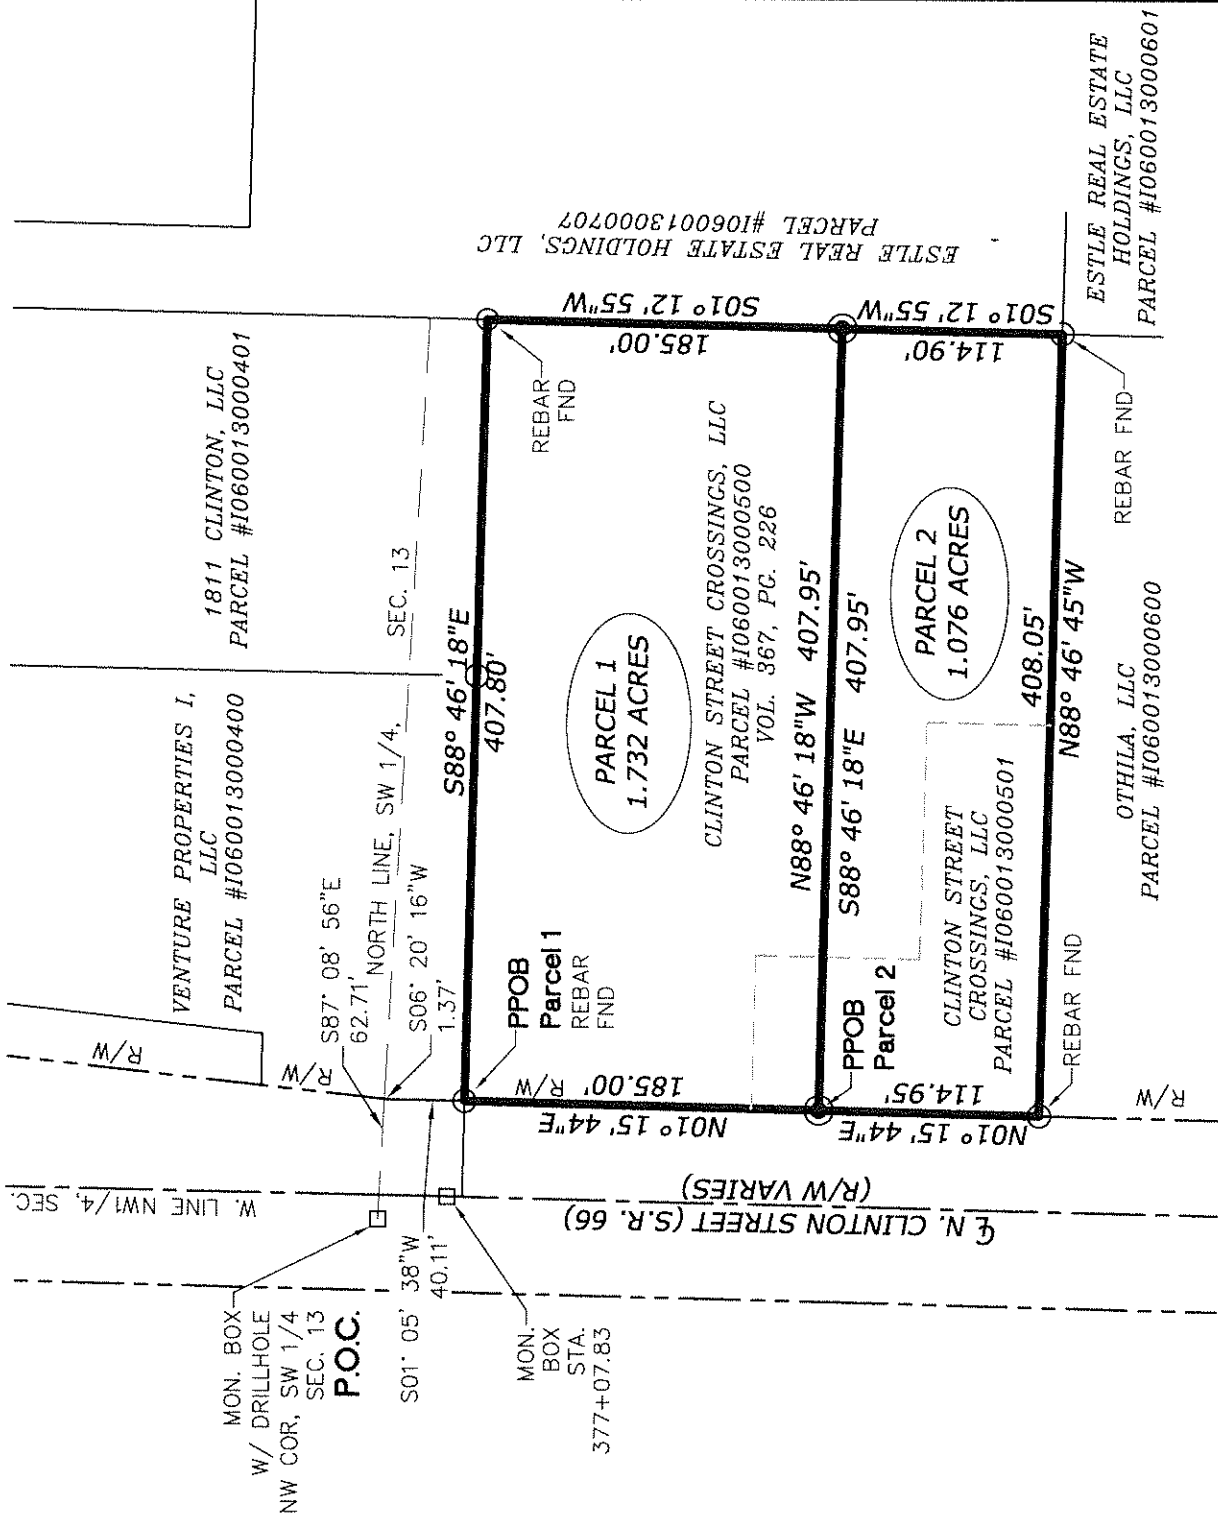 MON. BOX
W/ DRILLHOLE
NW COR, SW 1/4
SEC. 13
P.O.C.
S01° 05' 38"W
40.11'
MON.
BOX
STA.
377+07.83
W. LINE NW1/4, SEC.
₵ N. CLINTON STREET (S.R. 66)
(R/W VARIES)
R/W
R/W
R/W
R/W
VENTURE PROPERTIES I,
LLC
PARCEL #I060013000400
S87° 08' 56"E
62.71'
NORTH LINE, SW 1/4, SEC. 13
S06° 20' 16"W
1.37'
1811 CLINTON, LLC
PARCEL #I060013000401
S88° 46' 18"E
407.80'
PPOB
Parcel 1
REBAR
FND
N01° 15' 44"E
185.00'
PARCEL 1
1.732 ACRES
REBAR
FND
S01° 12' 55"W
185.00'
CLINTON STREET CROSSINGS, LLC
PARCEL #I060013000500
VOL. 367, PG. 226
N88° 46' 18"W 407.95'
S88° 46' 18"E 407.95'
PPOB
Parcel 2
N01° 15' 44"E
114.95'
CLINTON STREET
CROSSINGS, LLC
PARCEL #I060013000501
PARCEL 2
1.076 ACRES
S01° 12' 55"W
114.90'
408.05'
N88° 46' 45"W
REBAR FND
REBAR FND
OTHILA, LLC
PARCEL #I060013000600
ESTLE REAL ESTATE HOLDINGS, LLC
PARCEL #I060013000707
ESTLE REAL ESTATE
HOLDINGS, LLC
PARCEL #I060013000601